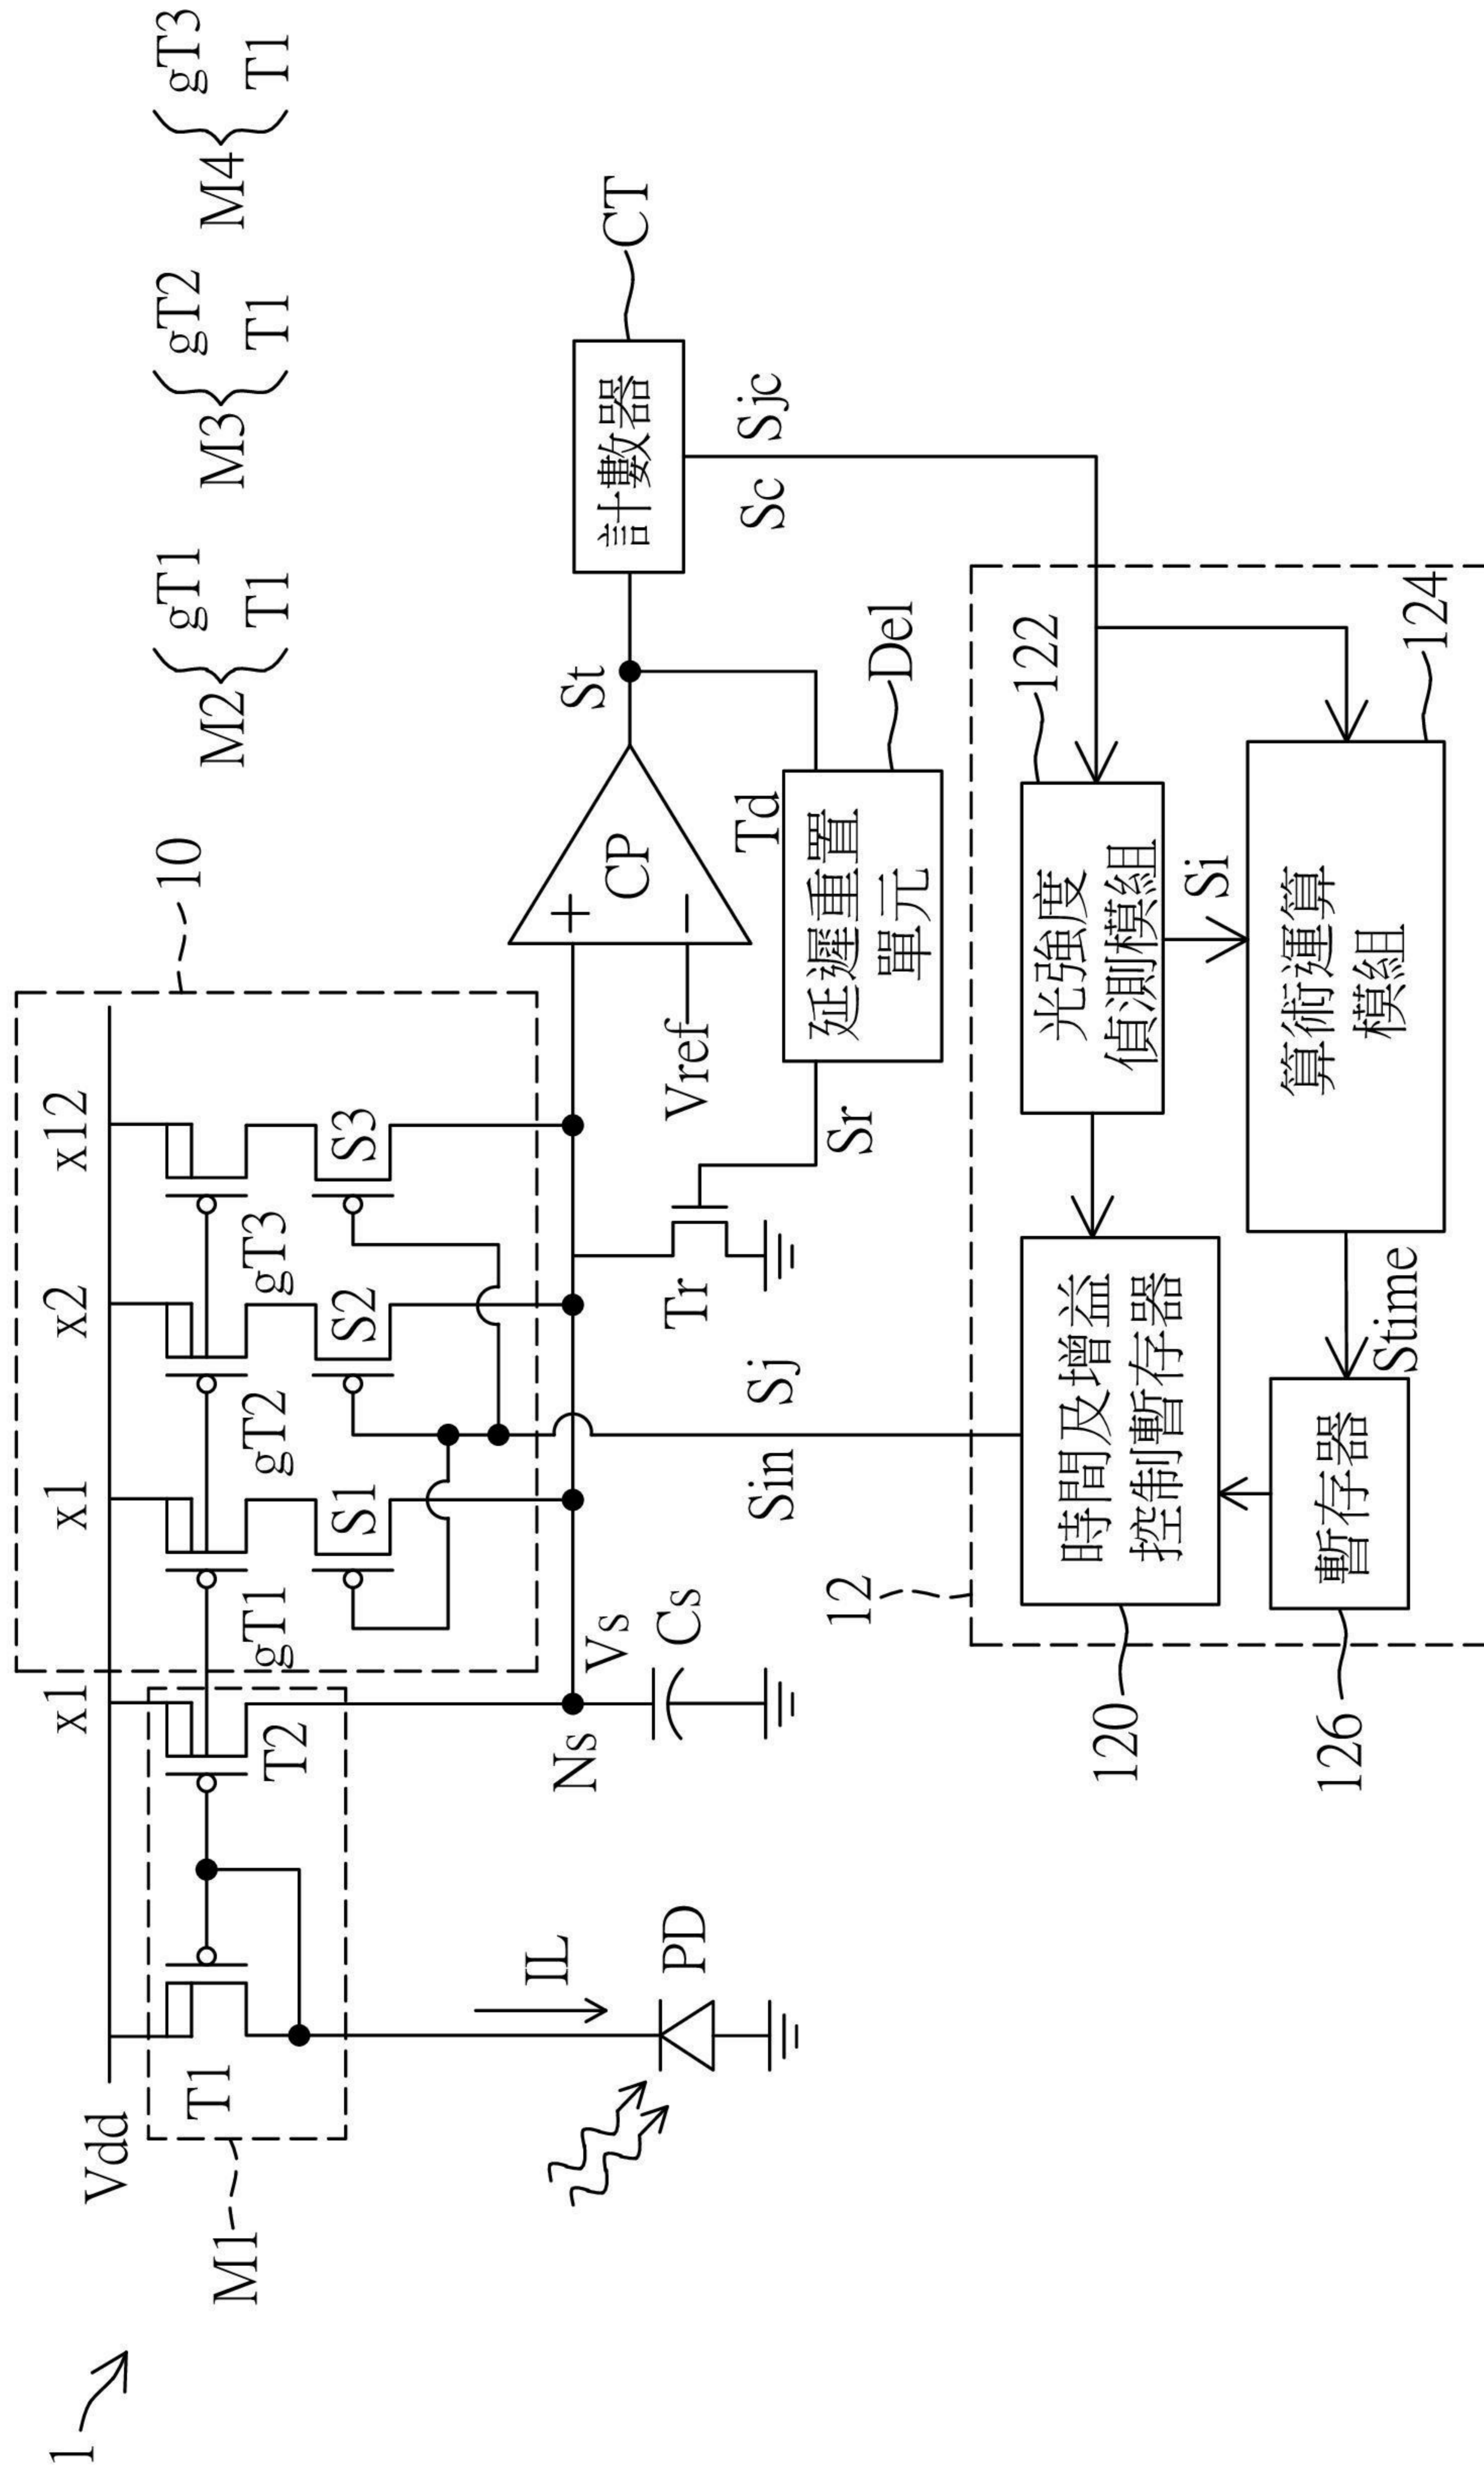 1
M1
Vdd
T1
x1
T2
IL
PD
10
x1
x2
x12
gT1
gT2
gT3
S1
S2
S3
M2
gT1
T1
M3
gT2
T1
M4
gT3
T1
Ns
Vs
Cs
Tr
Vref
+
−
CP
St
計數器
CT
Sr
Td
延遲重置
單元
Del
Sin
Sj
Sc
Sjc
12
120
時間及增益
控制暫存器
122
光強度
偵測模組
Si
124
算術運算
模組
Stime
126
暫存器